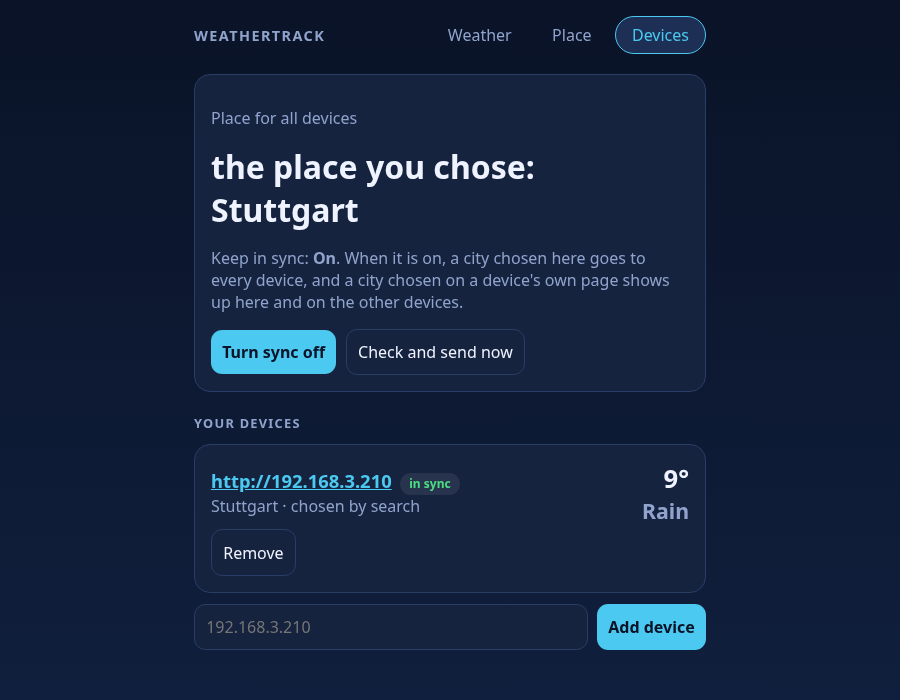 WEATHERTRACK
Weather
Place
Devices
Place for all devices
the place you chose:
Stuttgart
Keep in sync: On. When it is on, a city chosen here goes to
every device, and a city chosen on a device's own page shows
up here and on the other devices.
Turn sync off
Check and send now
YOUR DEVICES
http://192.168.3.210
in sync
9°
Stuttgart · chosen by search
Rain
Remove
192.168.3.210
Add device